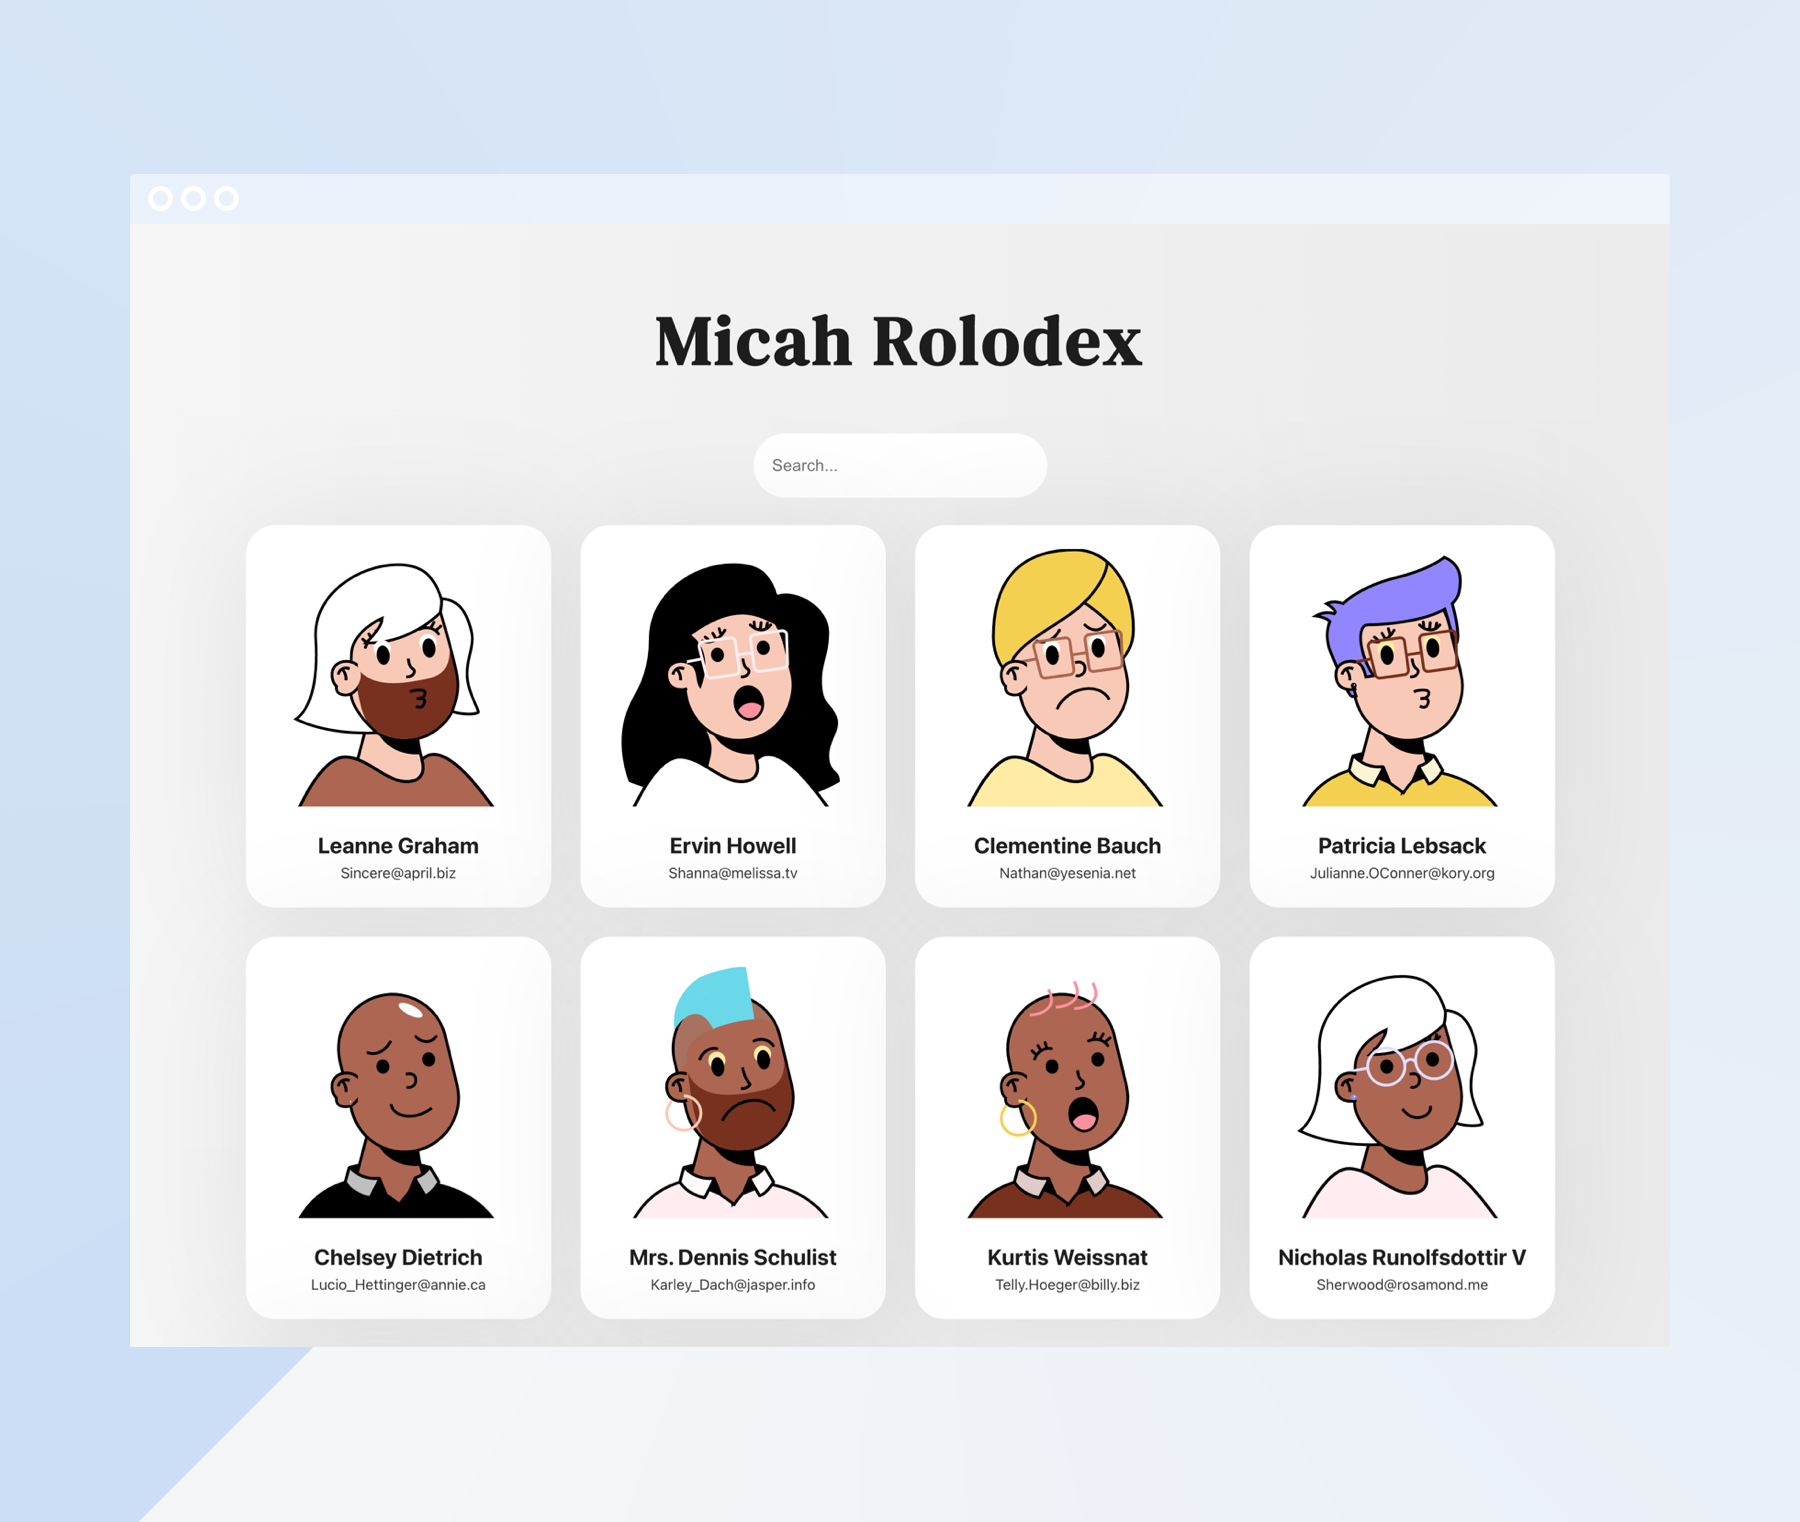 Micah Rolodex
Search...
Leanne Graham
Sincere@april.biz
Ervin Howell
Shanna@melissa.tv
Clementine Bauch
Nathan@yesenia.net
Patricia Lebsack
Julianne.OConner@kory.org
Chelsey Dietrich
Lucio_Hettinger@annie.ca
Mrs. Dennis Schulist
Karley_Dach@jasper.info
Kurtis Weissnat
Telly.Hoeger@billy.biz
Nicholas Runolfsdottir V
Sherwood@rosamond.me